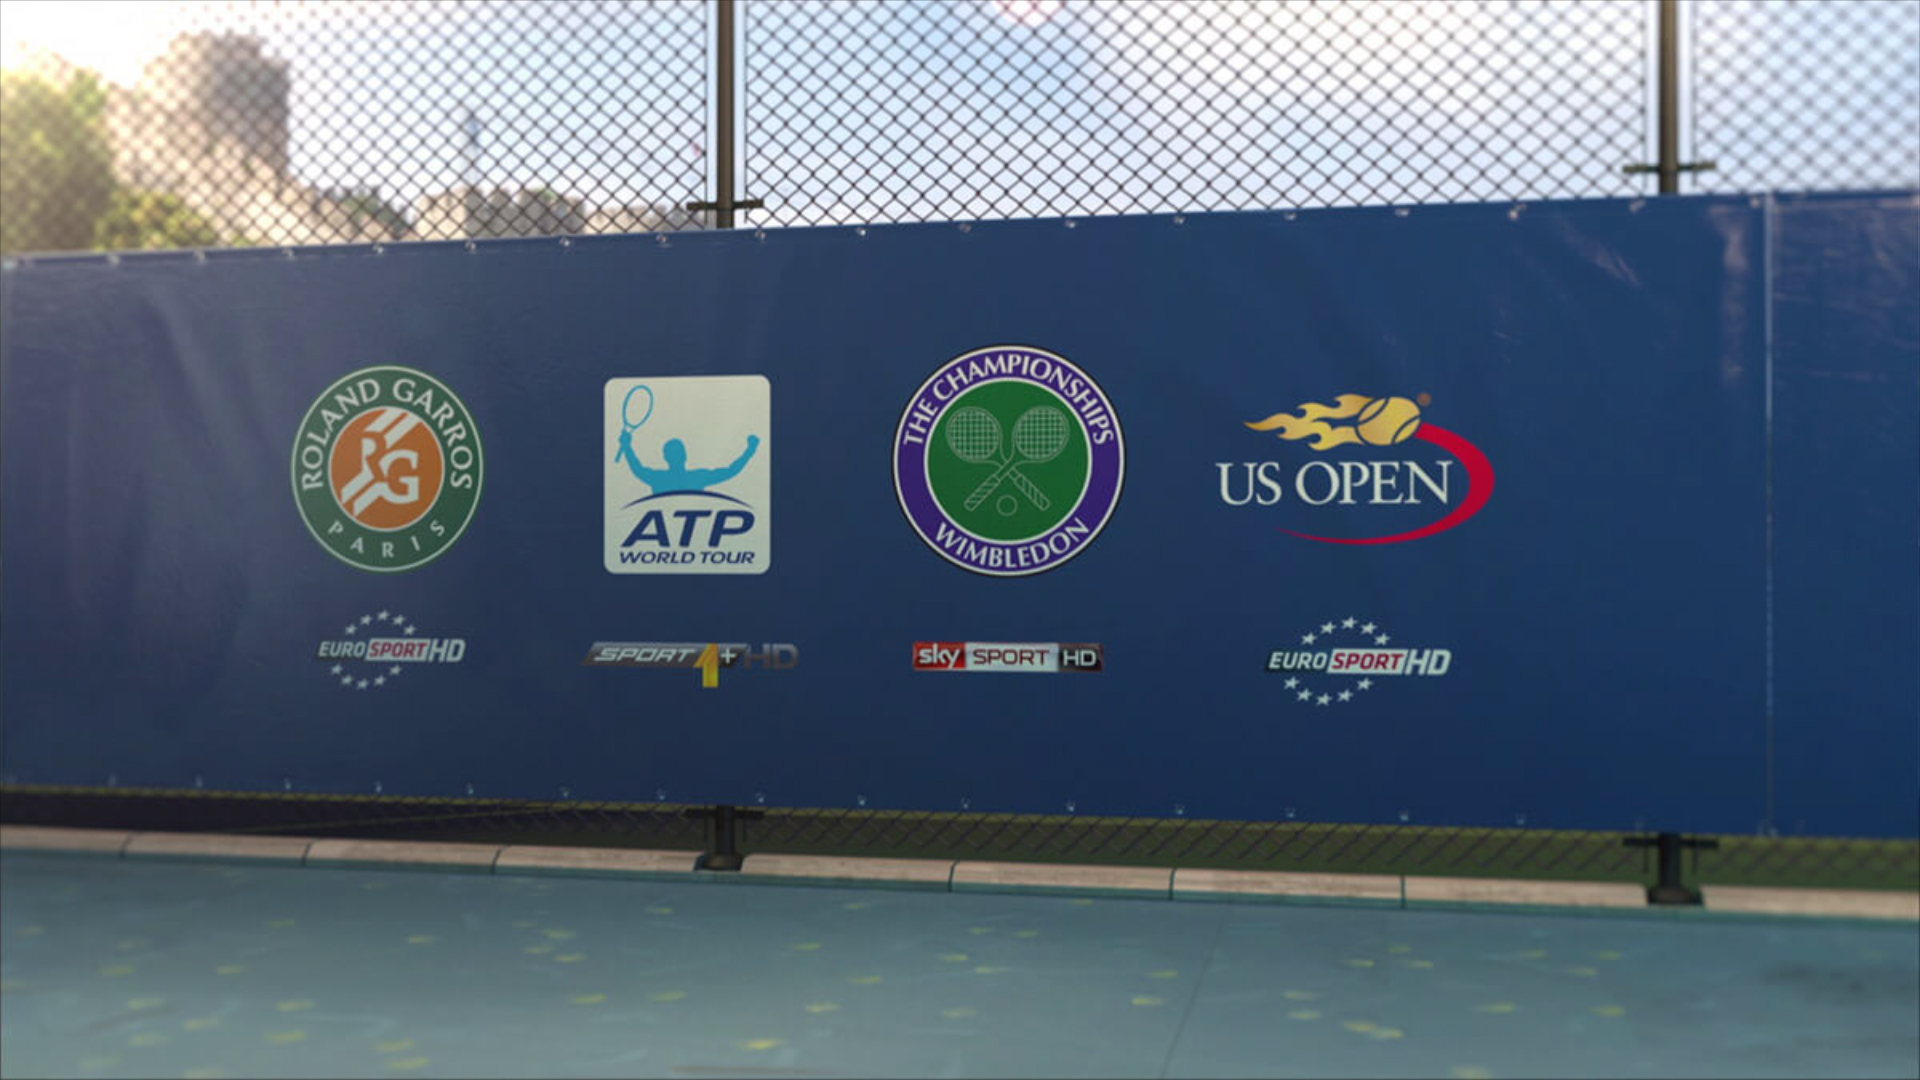 ROLAND GARROS
RG
PARIS
ATP
WORLD TOUR
THE CHAMPIONSHIPS
WIMBLEDON
US OPEN
EUROSPORTHD
SPORT1+HD
sky SPORT HD
EUROSPORTHD